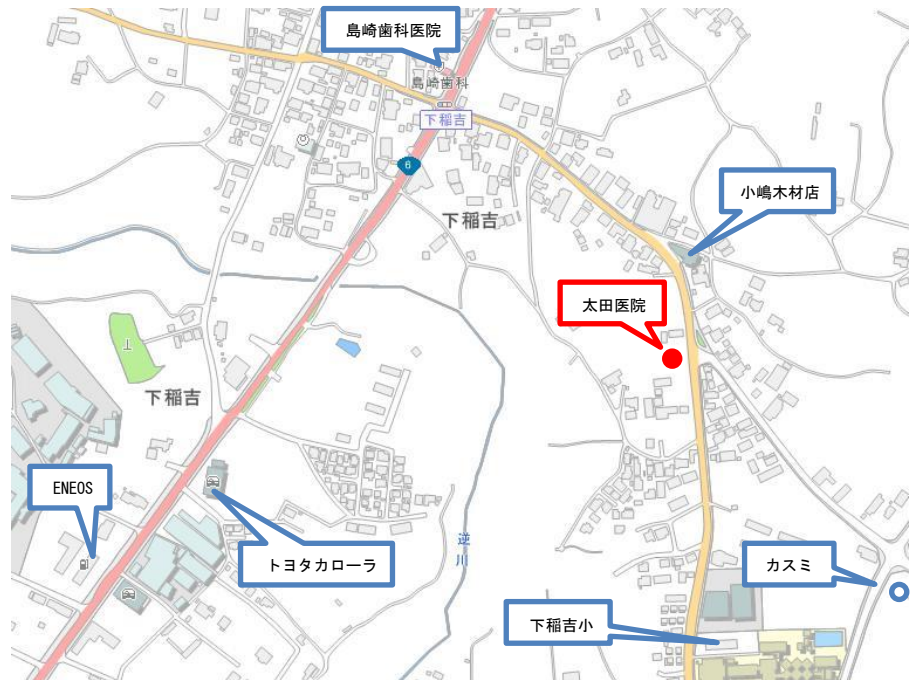 島崎歯科医院
島崎歯科
下稲吉
6
小嶋木材店
下稲吉
太田医院
下稲吉
ENEOS
トヨタカローラ
逆川
カスミ
下稲吉小